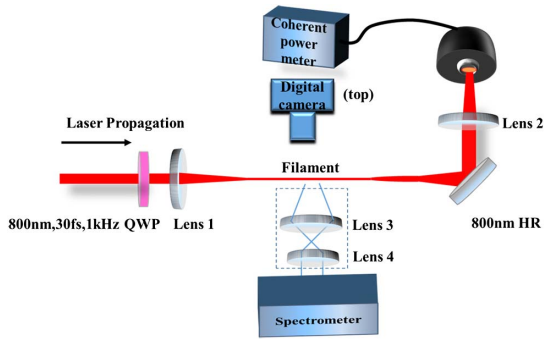 Coherent
power
meter
Digital
camera
(top)
Lens 2
Laser Propagation
Filament
800nm,30fs,1kHz QWP
Lens 1
800nm HR
Lens 3
Lens 4
Spectrometer